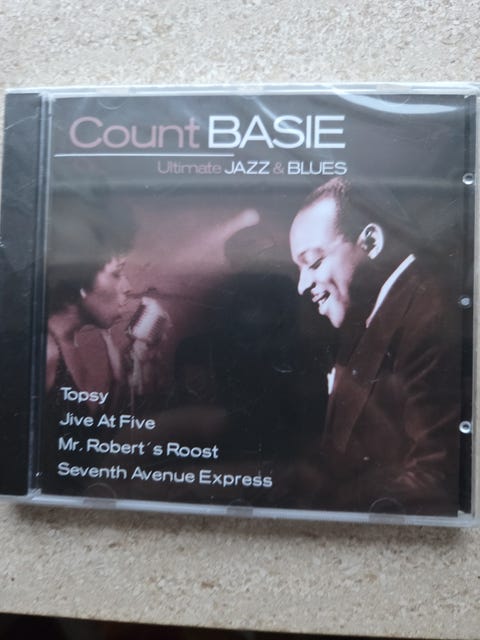 Count BASIE
Ultimate JAZZ & BLUES
Topsy
Jive At Five
Mr. Robert´s Roost
Seventh Avenue Express